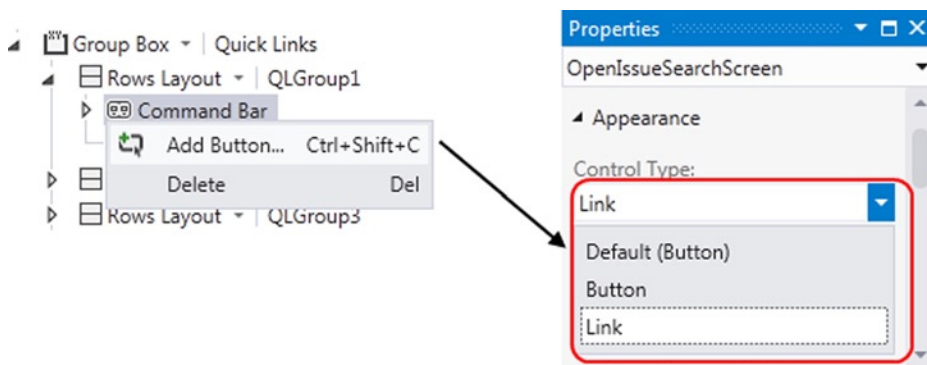 Group Box Quick Links
Rows Layout QLGroup1
Command Bar
Add Button... Ctrl+Shift+C
Delete Del
Rows Layout QLGroup3
Properties
OpenIssueSearchScreen
Appearance
Control Type:
Link
Default (Button)
Button
Link